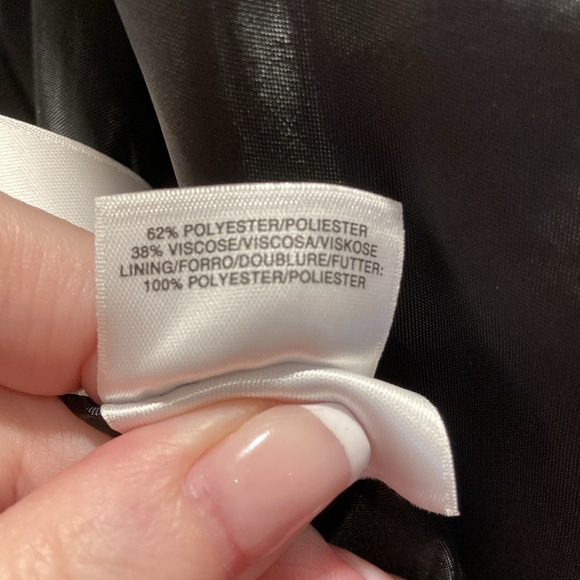 62% POLYESTER/POLIESTER
38% VISCOSE/VISCOSA/VISKOSE
LINING/FORRO/DOUBLURE/FUTTER:
100% POLYESTER/POLIESTER